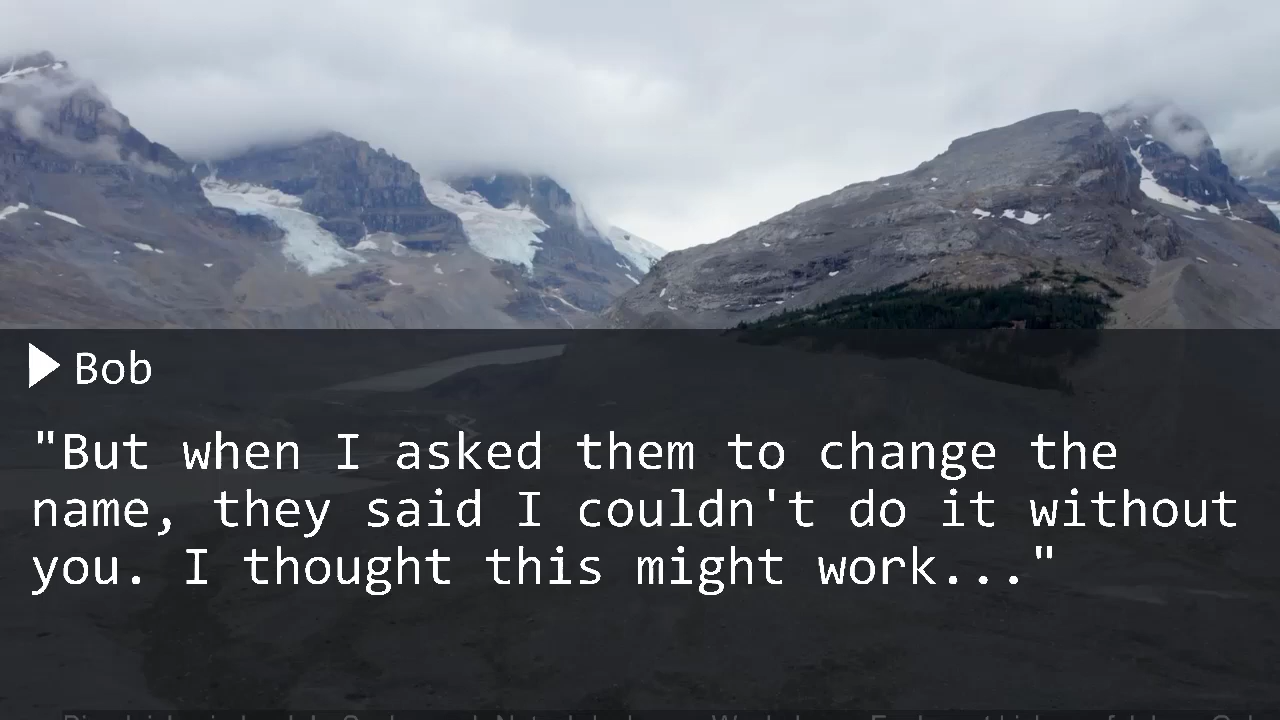 Bob
"But when I asked them to change the
name, they said I couldn't do it without
you. I thought this might work..."